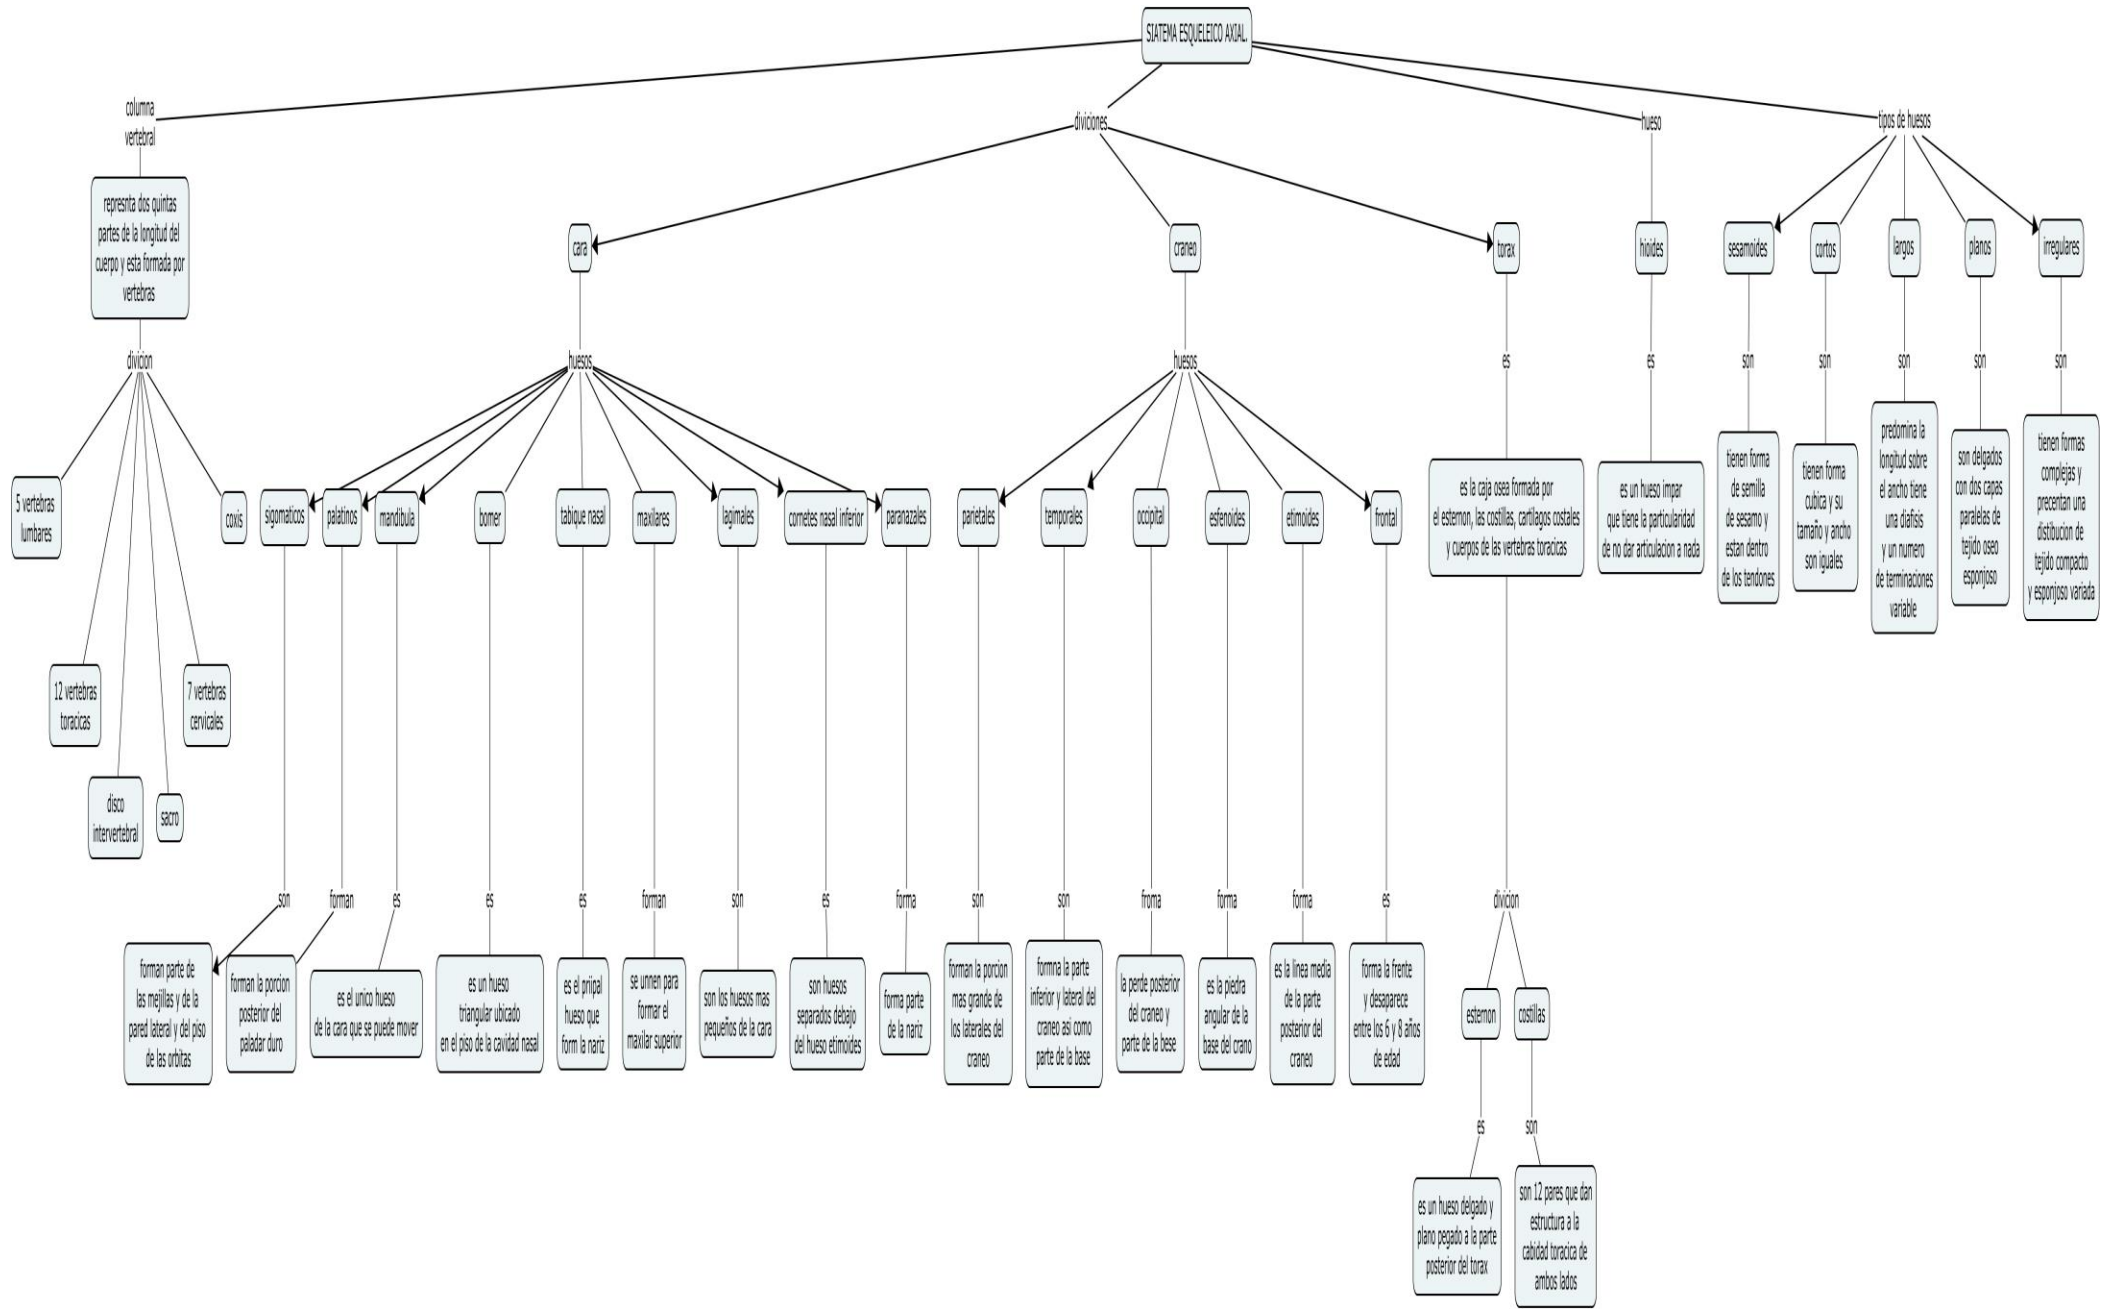 SIATEMA ESQUELEICO AXIAL.
columna
vertebral
diviciones
hueso
tipos de huesos
represnta dos quintas
partes de la longitud del
cuerpo y esta formada por
vertebras
cara
craneo
torax
hioides
sesamoides
cortos
largos
planos
irregulares
divicion
huesos
huesos
es
es
son
son
son
son
son
5 vertebras
lumbares
coxis
sigomaticos
palatinos
mandibula
bomer
tabique nasal
maxilares
lagimales
cornetes nasal inferior
paranazales
parietales
temporales
occipital
esfenoides
etimoides
frontal
es la caja osea formada por
el esternon, las costillas, cartilagos costales
y cuerpos de las vertebras toracicas
es un hueso impar
que tiene la particularidad
de no dar articulacion a nada
tienen forma
de semilla
de sesamo y
estan dentro
de los tendones
tienen forma
cubica y su
tamaño y ancho
son iguales
predomina la
longitud sobre
el ancho tiene
una diafisis
y un numero
de terminaciones
variable
son delgados
con dos capas
paralelas de
tejido oseo
esponjoso
tienen formas
complejas y
precentan una
distibucion de
tejido compacto
y esponjoso variada
12 vertebras
toracicas
7 vertebras
cervicales
disco
intervertebral
sacro
son
forman
es
es
es
forman
son
es
forma
son
son
froma
forma
forma
es
divicion
forman parte de
las mejillas y de la
pared lateral y del piso
de las orbitas
forman la porcion
posterior del
paladar duro
es el unico hueso
de la cara que se puede mover
es un hueso
triangular ubicado
en el piso de la cavidad nasal
es el priipal
hueso que
form la nariz
se unnen para
formar el
maxilar superior
son los huesos mas
pequeños de la cara
son huesos
separados debajo
del hueso etimoides
forma parte
de la nariz
forman la porcion
mas grande de
los laterales del
craneo
formna la parte
inferior y lateral del
craneo asi como
parte de la base
la perde posterior
del craneo y
parte de la bese
es la piedra
angular de la
base del crano
es la linea media
de la parte
posterior del
craneo
forma la frente
y desaparece
entre los 6 y 8 años
de edad
esternon
costillas
es
son
es un hueso delgado y
plano pegado a la parte
posterior del torax
son 12 pares que dan
estructura a la
cabidad toracica de
ambos lados